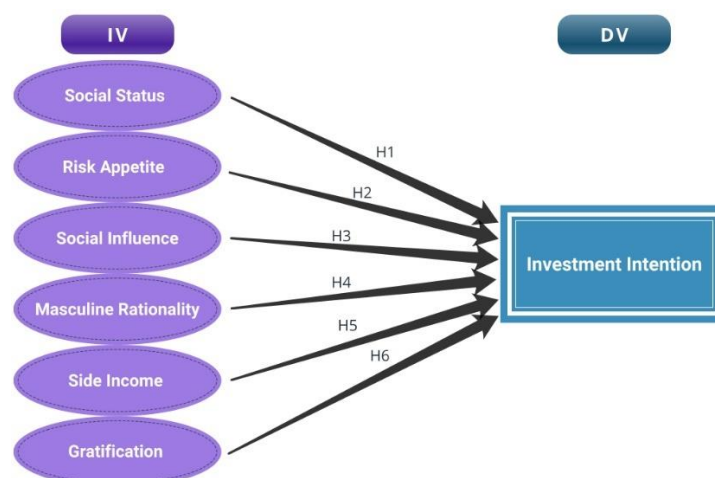 IV
DV
Social Status
H1
Risk Appetite
H2
Social Influence
H3
Investment Intention
H4
Masculine Rationality
H5
Side Income
H6
Gratification